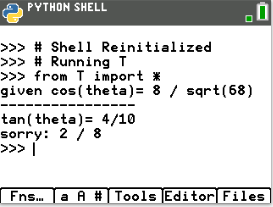 PYTHON SHELL
>>> # Shell Reinitialized
>>> # Running T
>>> from T import *
given cos(theta)= 8 / sqrt(68)
----------------
tan(theta)= 4/10
sorry: 2 / 8
>>> |
Fns… a A # Tools Editor Files